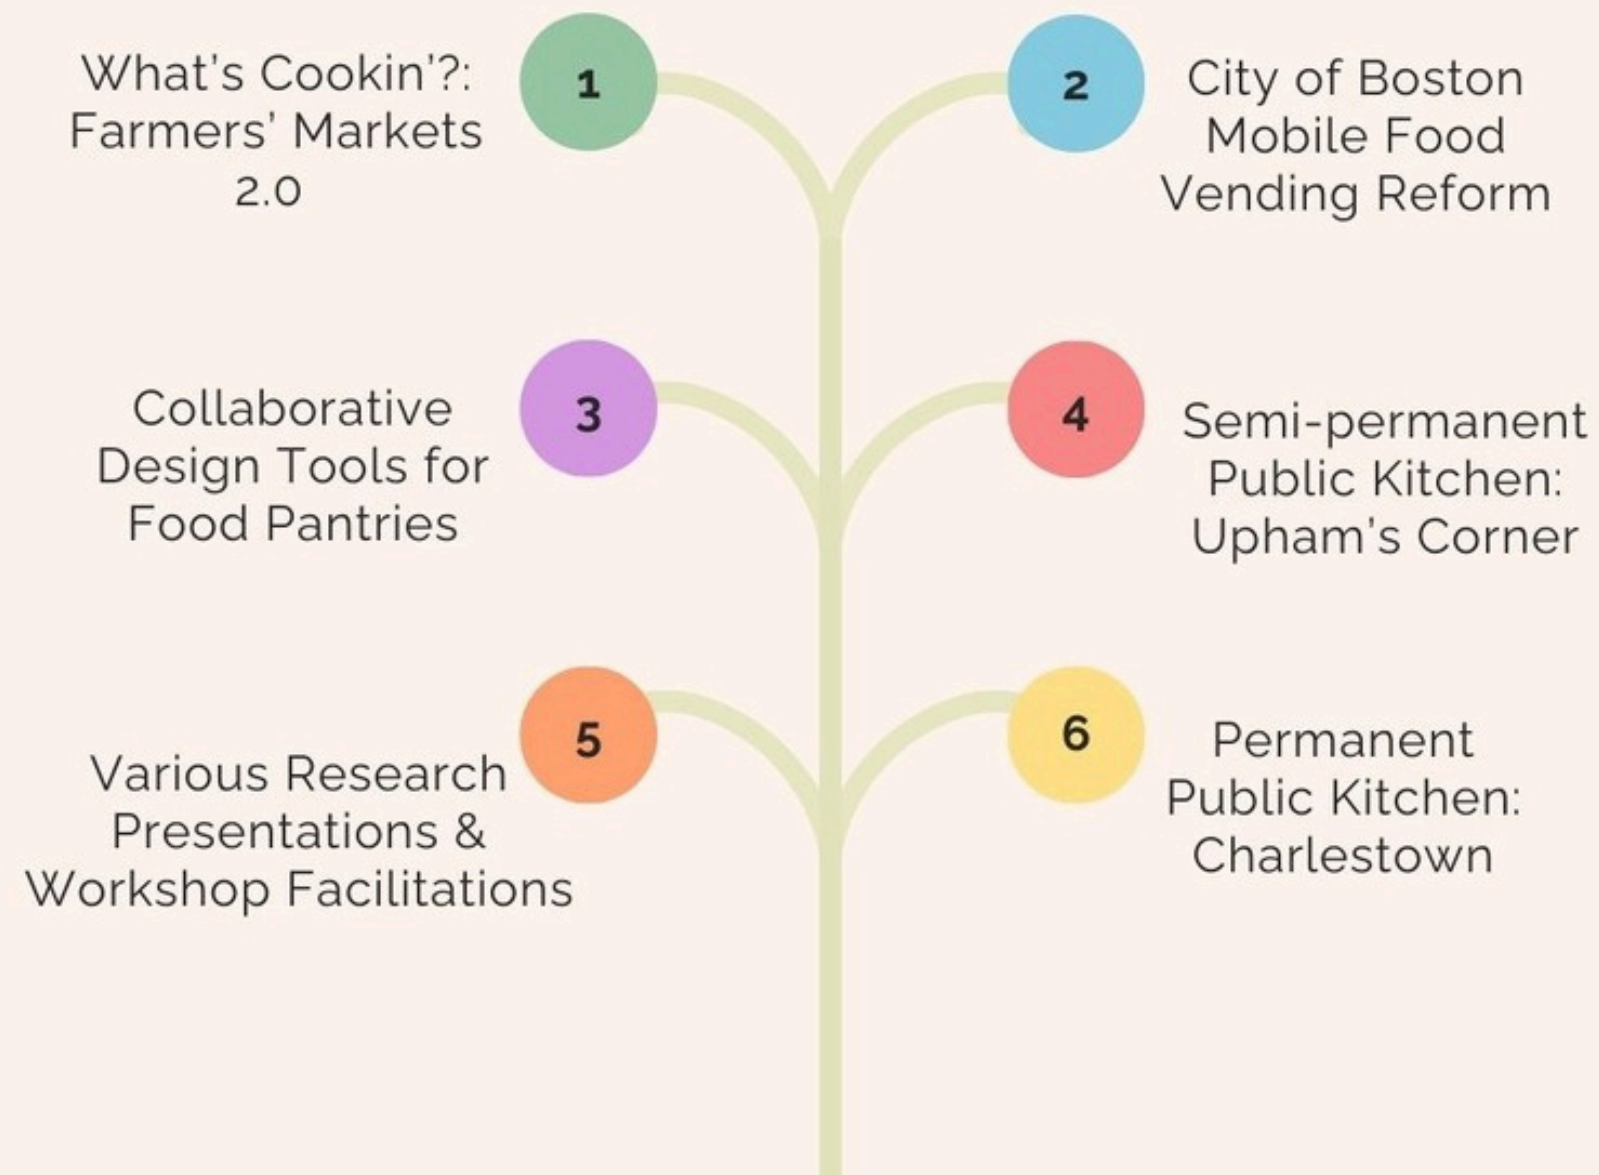 1
What's Cookin'?:
Farmers' Markets
2.0
2
City of Boston
Mobile Food
Vending Reform
3
Collaborative
Design Tools for
Food Pantries
4
Semi-permanent
Public Kitchen:
Upham's Corner
5
Various Research
Presentations &
Workshop Facilitations
6
Permanent
Public Kitchen:
Charlestown